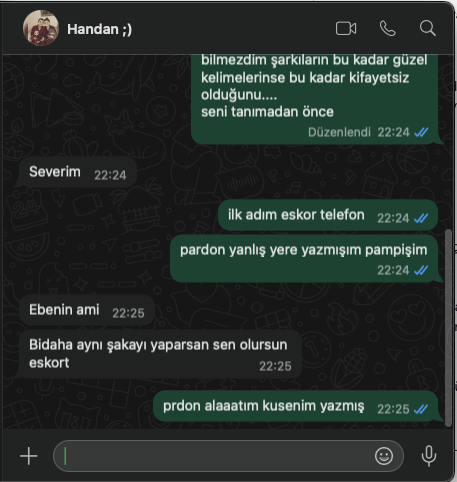 Handan ;)
bilmezdim şarkıların bu kadar güzel
kelimelerinse bu kadar kifayetsiz
olduğunu....
seni tanımadan önce
Düzenlendi 22:24
Severim 22:24
ilk adım eskor telefon 22:24
pardon yanlış yere yazmışım pampişim
22:24
Ebenin ami 22:25
Bidaha aynı şakayı yaparsan sen olursun
eskort
22:25
prdon alaaatım kusenim yazmış 22:25